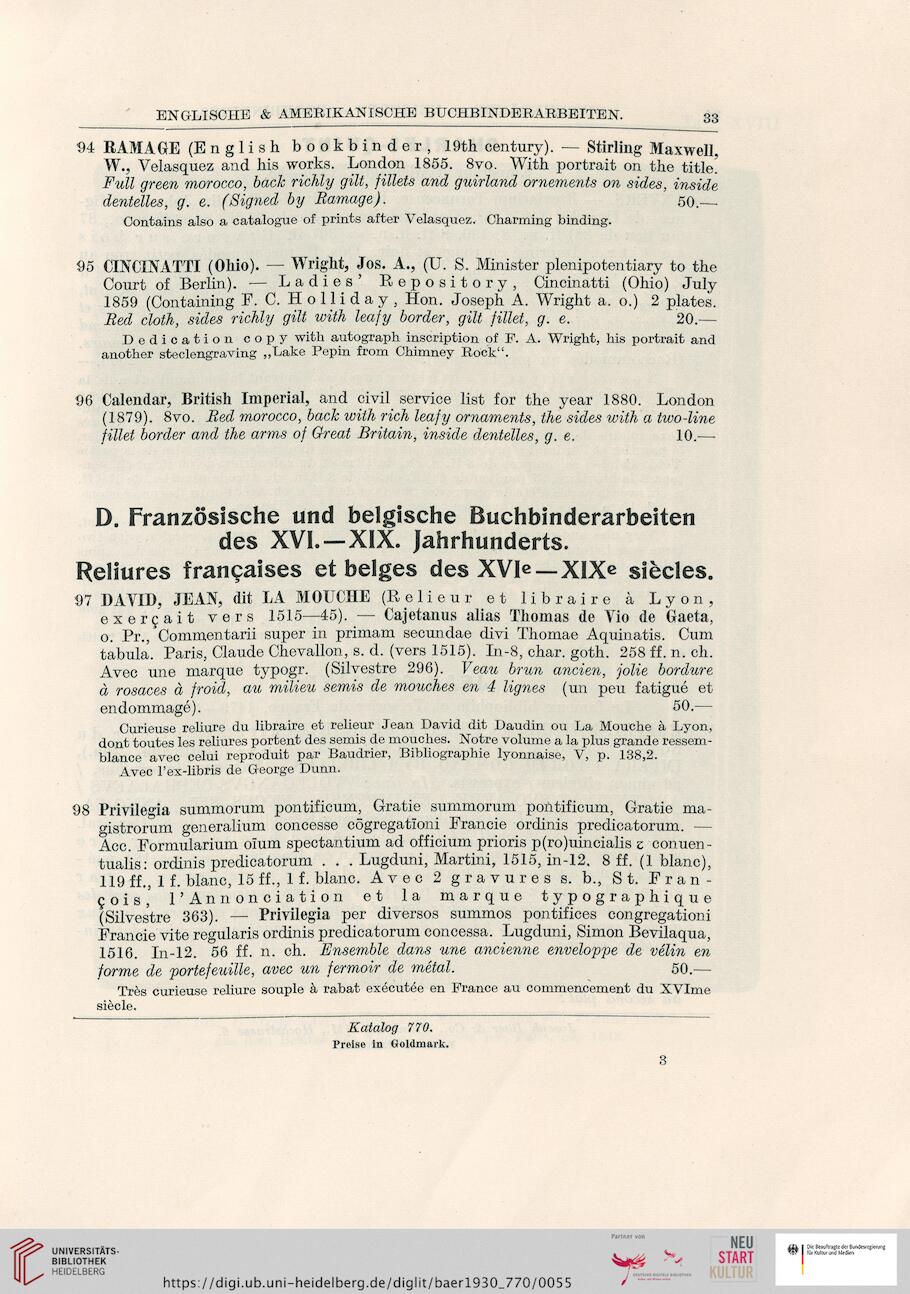 ENGLISCHE & AMERIKANISCHE BUCHBINDERARBEITEN. 33
94 RAMAGE (English bookbinder, 19th century). — Stirling Maxwell,
W., Velasquez and his works. London 1855. 8vo. With portrait on the title.
Full green morocco, back richly gilt, fillets and guirland ornements on sides, inside
dentelles, g. e. (Signed by Ramage). 50.—
Contains also a catalogue of prints after Velasquez. Charming binding.
95 CINCINATTI (Ohio). — Wright, Jos. A., (U. S. Minister plenipotentiary to the
Court of Berlin). — Ladies' Repository, Cincinatti (Ohio) July
1859 (Containing F. C. Holliday, Hon. Joseph A. Wright a. o.) 2 plates.
Red cloth, sides richly gilt with leafy border, gilt fillet, g. e. 20.—
Dedication copy with autograph inscription of F. A. Wright, his portrait and
another steelengraving „Lake Pepin from Chimney Rock“.
96 Calendar, British Imperial, and civil service list for the year 1880. London
(1879). 8vo. Red morocco, back with rich leafy ornaments, the sides with a two-line
fillet border and the arms of Great Britain, inside dentelles, g. e. 10.—
D. Französische und belgische Buchbinderarbeiten
des XVI.—XIX. Jahrhunderts.
Reliures françaises et belges des XVIe—XIXe siècles.
97 DAVID, JEAN, dit LA MOUCHE (Relieur et libraire à Lyon,
exerçait vers 1515—45). — Cajetanus alias Thomas de Vio de Gaeta,
o. Pr., Commentarii super in primam secundae divi Thomae Aquinatis. Cum
tabula. Paris, Claude Chevallon, s. d. (vers 1515). In-8, char. goth. 258 ff. n. ch.
Avec une marque typogr. (Silvestre 296). Veau brun ancien, jolie bordure
à rosaces à froid, au milieu semis de mouches en 4 lignes (un peu fatigué et
endommagé). 50.—
Curieuse reliure du libraire et relieur Jean David dit Daudin ou La Mouche à Lyon,
dont toutes les reliures portent des semis de mouches. Notre volume a la plus grande ressem-
blance avec celui reproduit par Baudrier, Bibliographie lyonnaise, V, p. 138,2.
Avec l'ex-libris de George Dunn.
98 Privilegia summorum pontificum, Gratie summorum pontificum, Gratie ma-
gistrorum generalium concesse cōgregatīoni Francie ordinis predicatorum. —
Acc. Formularium oīum spectantium ad officium prioris p(ro)uincialis ꝛ conuen-
tualis: ordinis predicatorum . . . Lugduni, Martini, 1515, in-12. 8 ff. (1 blanc),
119 ff., 1 f. blanc, 15 ff., 1 f. blanc. Avec 2 gravures s. b., St. Fran-
çois, l'Annonciation et la marque typographique
(Silvestre 363). — Privilegia per diversos summos pontifices congregationi
Francie vite regularis ordinis predicatorum concessa. Lugduni, Simon Bevilaqua,
1516. In-12. 56 ff. n. ch. Ensemble dans une ancienne enveloppe de vélin en
forme de portefeuille, avec un fermoir de métal. 50.—
Très curieuse reliure souple à rabat exécutée en France au commencement du XVIme
siècle.
Katalog 770.
Preise in Goldmark.
3
UNIVERSITÄTS-
BIBLIOTHEK
HEIDELBERG
https://digi.ub.uni-heidelberg.de/diglit/baer1930_770/0055
Partner von
DEUTSCHE DIGITALE BIBLIOTHEK
NEU
START
KULTUR
Die Beauftragte der Bundesregierung
für Kultur und Medien